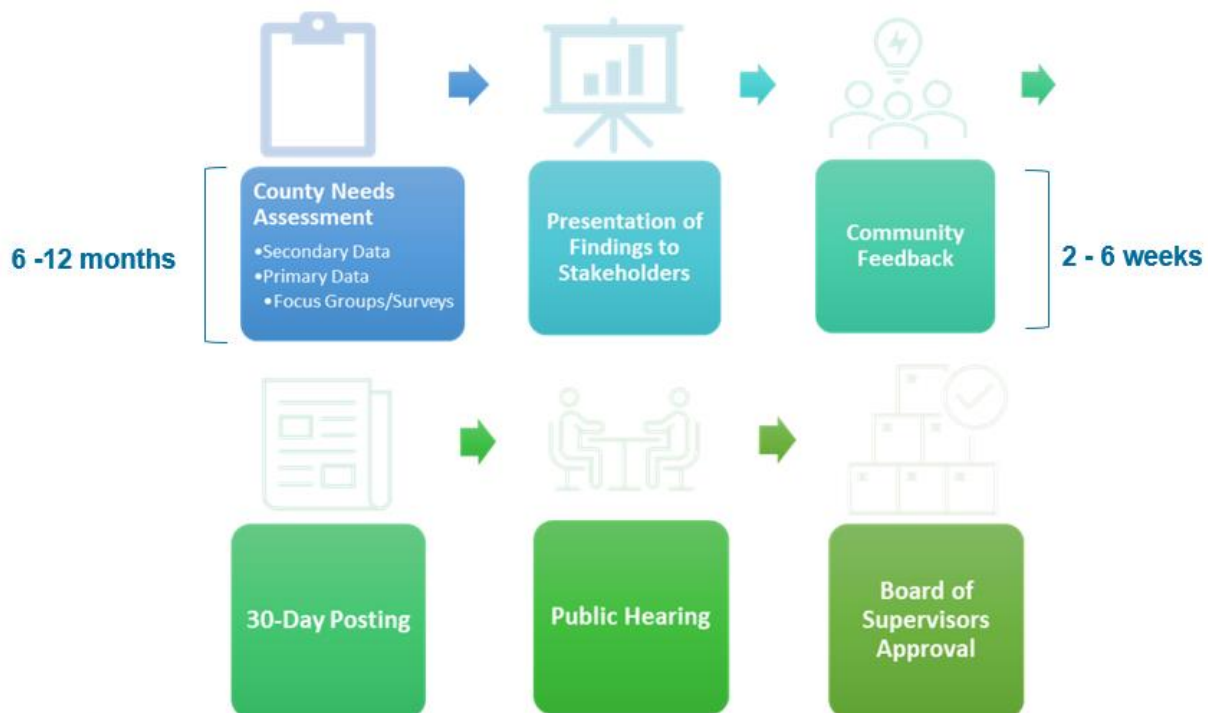 6 -12 months
County Needs
Assessment
•Secondary Data
•Primary Data
•Focus Groups/Surveys
Presentation of
Findings to
Stakeholders
Community
Feedback
2 - 6 weeks
30-Day Posting
Public Hearing
Board of
Supervisors
Approval